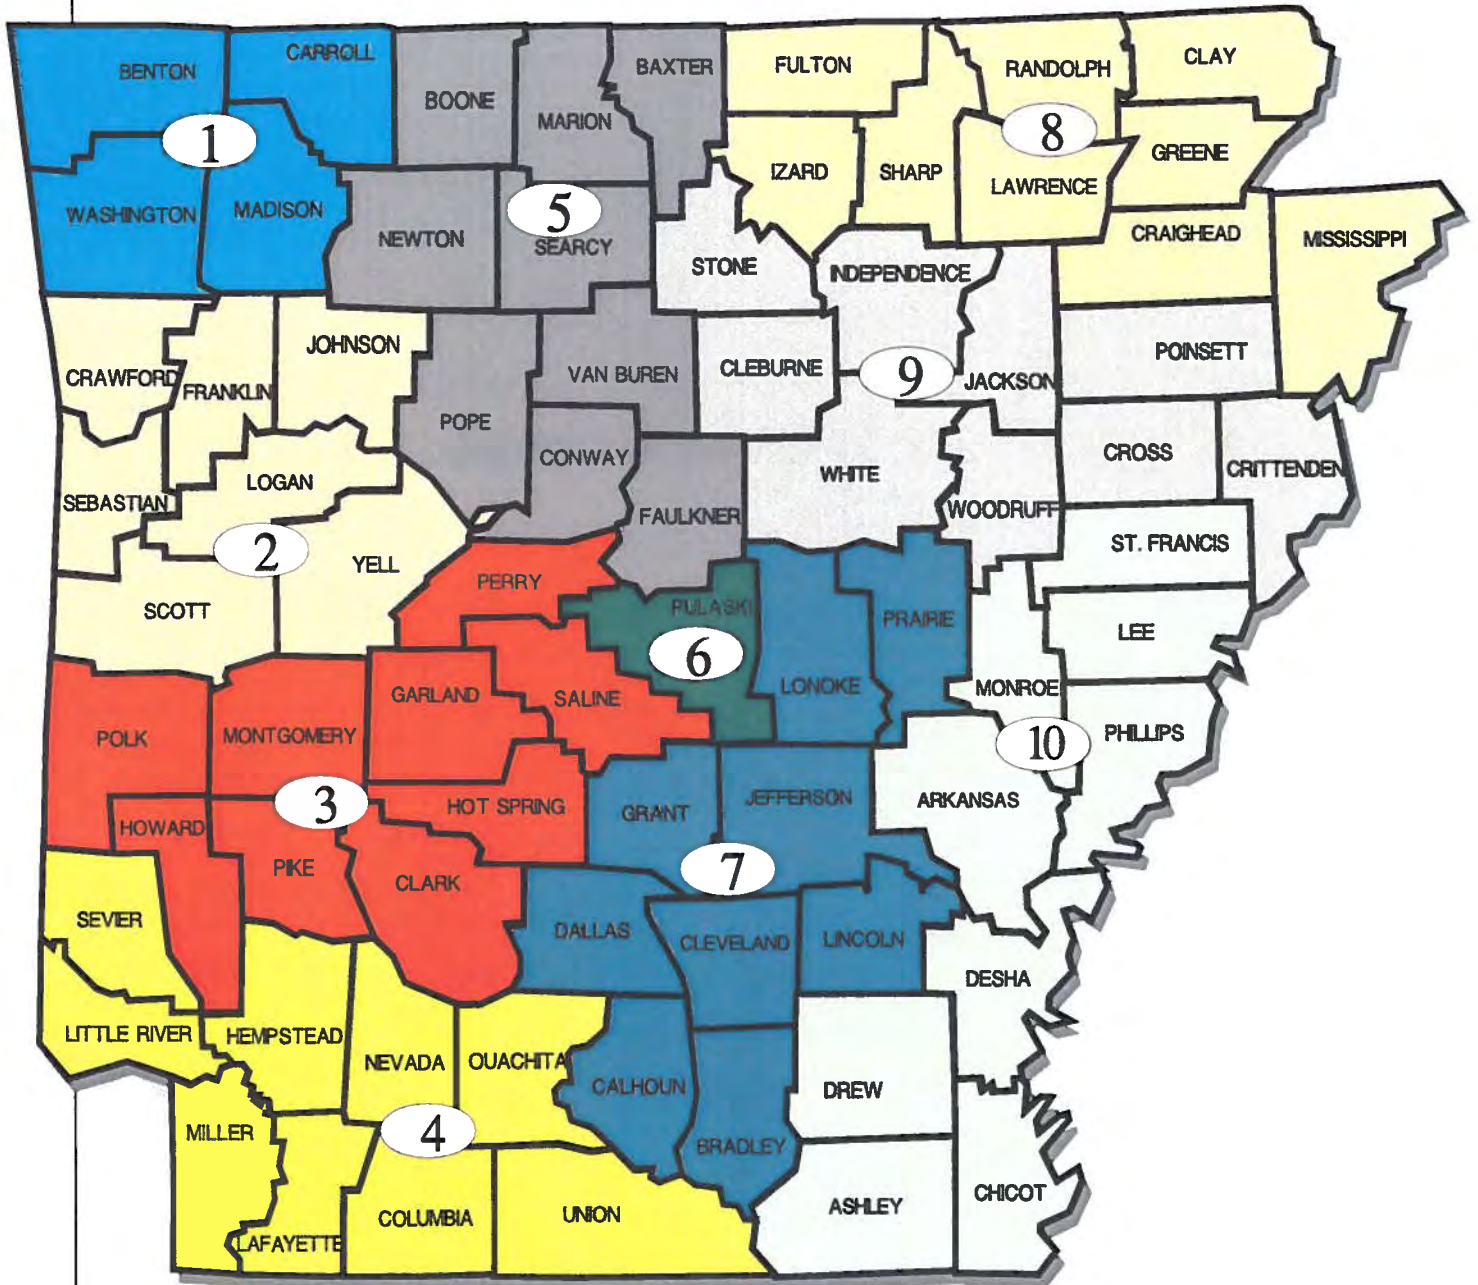 BENTON
CARROLL
BOONE
MARION
BAXTER
FULTON
RANDOLPH
CLAY
1
WASHINGTON
MADISON
NEWTON
5
SEARCY
IZARD
SHARP
8
LAWRENCE
GREENE
STONE
INDEPENDENCE
CRAIGHEAD
MISSISSIPPI
CRAWFORD
FRANKLIN
JOHNSON
POPE
VAN BUREN
CLEBURNE
9
JACKSON
POINSETT
SEBASTIAN
LOGAN
CONWAY
FAULKNER
WHITE
WOODRUFF
CROSS
CRITTENDEN
2
SCOTT
YELL
PERRY
PULASKI
6
LONOKE
PRAIRIE
ST. FRANCIS
LEE
MONROE
PHILLIPS
10
POLK
MONTGOMERY
GARLAND
SALINE
3
HOT SPRING
HOWARD
PIKE
CLARK
GRANT
JEFFERSON
ARKANSAS
7
SEVIER
DALLAS
CLEVELAND
LINCOLN
DESHA
LITTLE RIVER
HEMPSTEAD
NEVADA
OUACHITA
CALHOUN
DREW
4
MILLER
BRADLEY
LAFAYETTE
COLUMBIA
UNION
ASHLEY
CHICOT